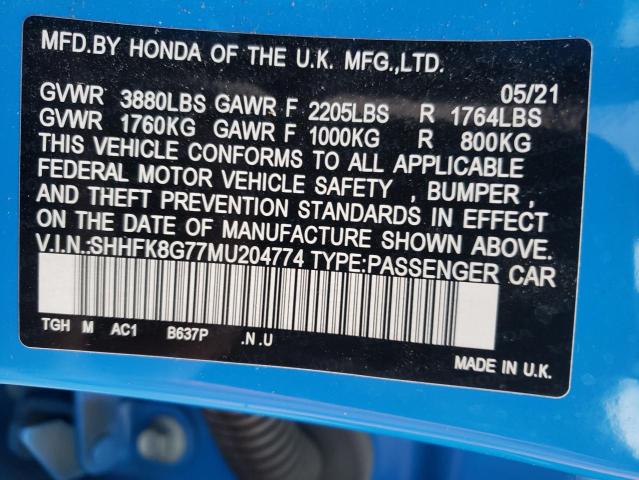 MFD.BY HONDA OF THE U.K. MFG.,LTD.
05/21
GVWR 3880LBS GAWR F 2205LBS R 1764LBS
GVWR 1760KG GAWR F 1000KG R 800KG
THIS VEHICLE CONFORMS TO ALL APPLICABLE
FEDERAL MOTOR VEHICLE SAFETY , BUMPER ,
AND THEFT PREVENTION STANDARDS IN EFFECT
ON THE DATE OF MANUFACTURE SHOWN ABOVE.
V.I.N.:SHHFK8G77MU204774 TYPE:PASSENGER CAR
TGH M AC1 B637P .N.U
MADE IN U.K.